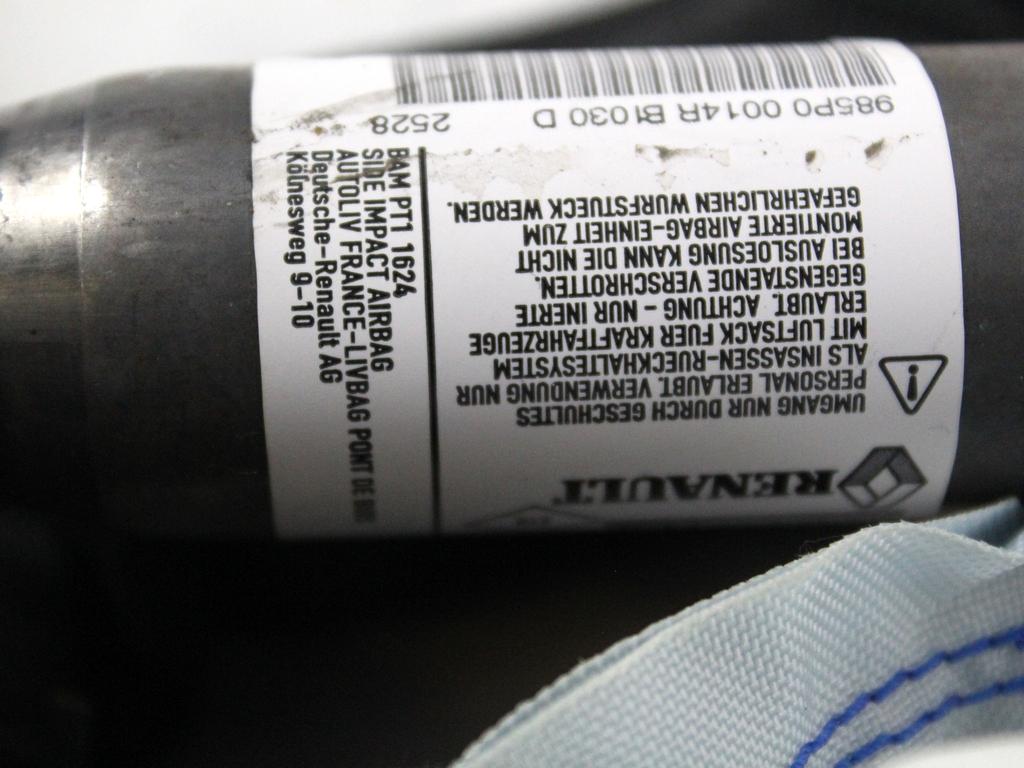 RENAULT
UMGANG NUR DURCH GESCHULTES
PERSONAL ERLAUBT. VERWENDUNG NUR
ALS INSASSEN-RUECKHALTESYSTEM
MIT LUFTSACK FUER KRAFTFAHRZEUGE
ERLAUBT. ACHTUNG - NUR INERTE
GEGENSTAENDE VERSCHROTTEN.
BEI AUSLOESUNG KANN DIE NICHT
MONTIERTE AIRBAG-EINHEIT ZUM
GEFAEHRLICHEN WURFSTUECK WERDEN.
985P0 0014R B1030 D 2528
BAM PT1 1624
SIDE IMPACT AIRBAG
AUTOLIV FRANCE-LIVBAG PONT DE
Deutsche-Renault AG
Kölnesweg 9-10